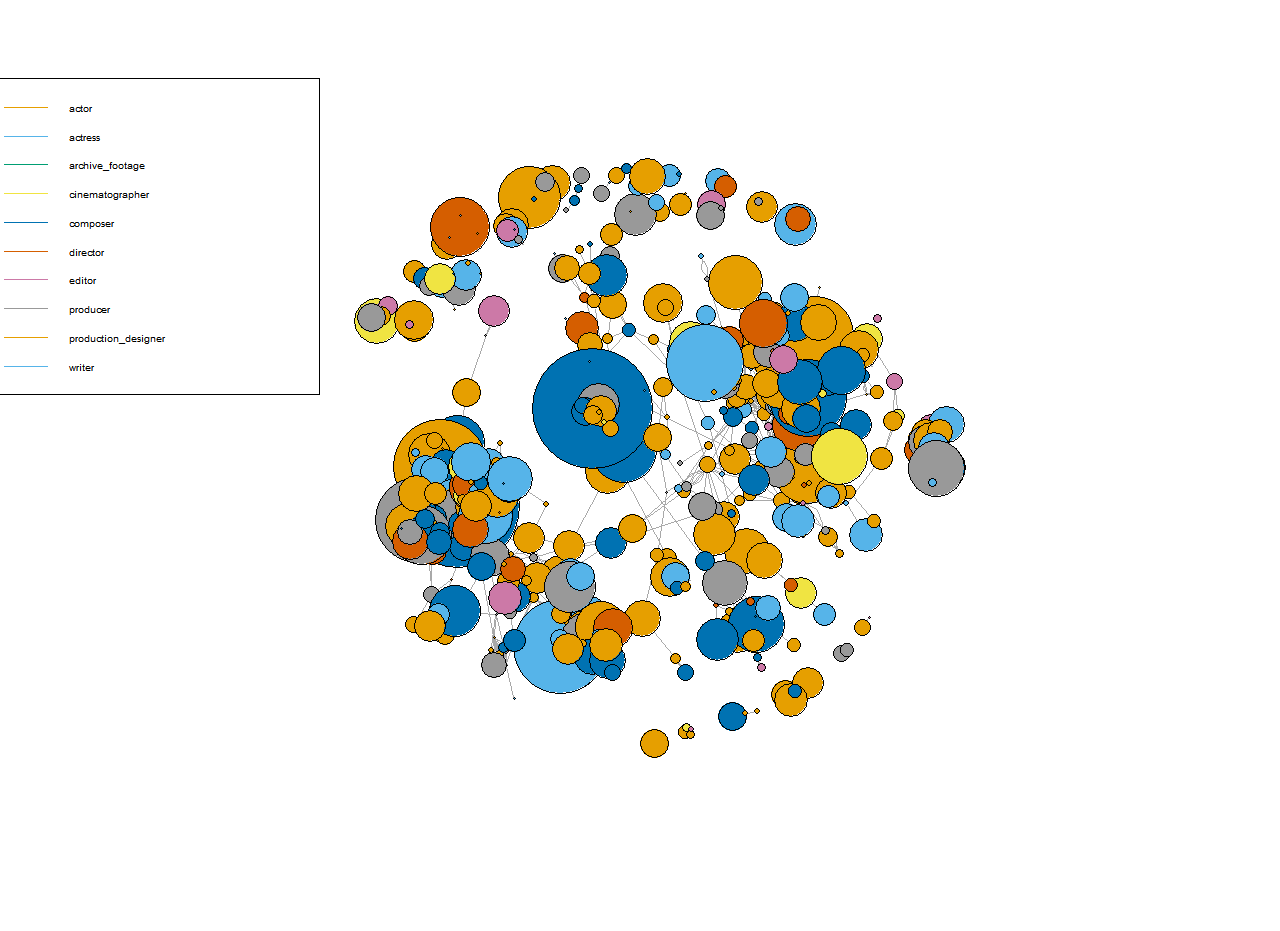 actor
actress
archive_footage
cinematographer
composer
director
editor
producer
production_designer
writer